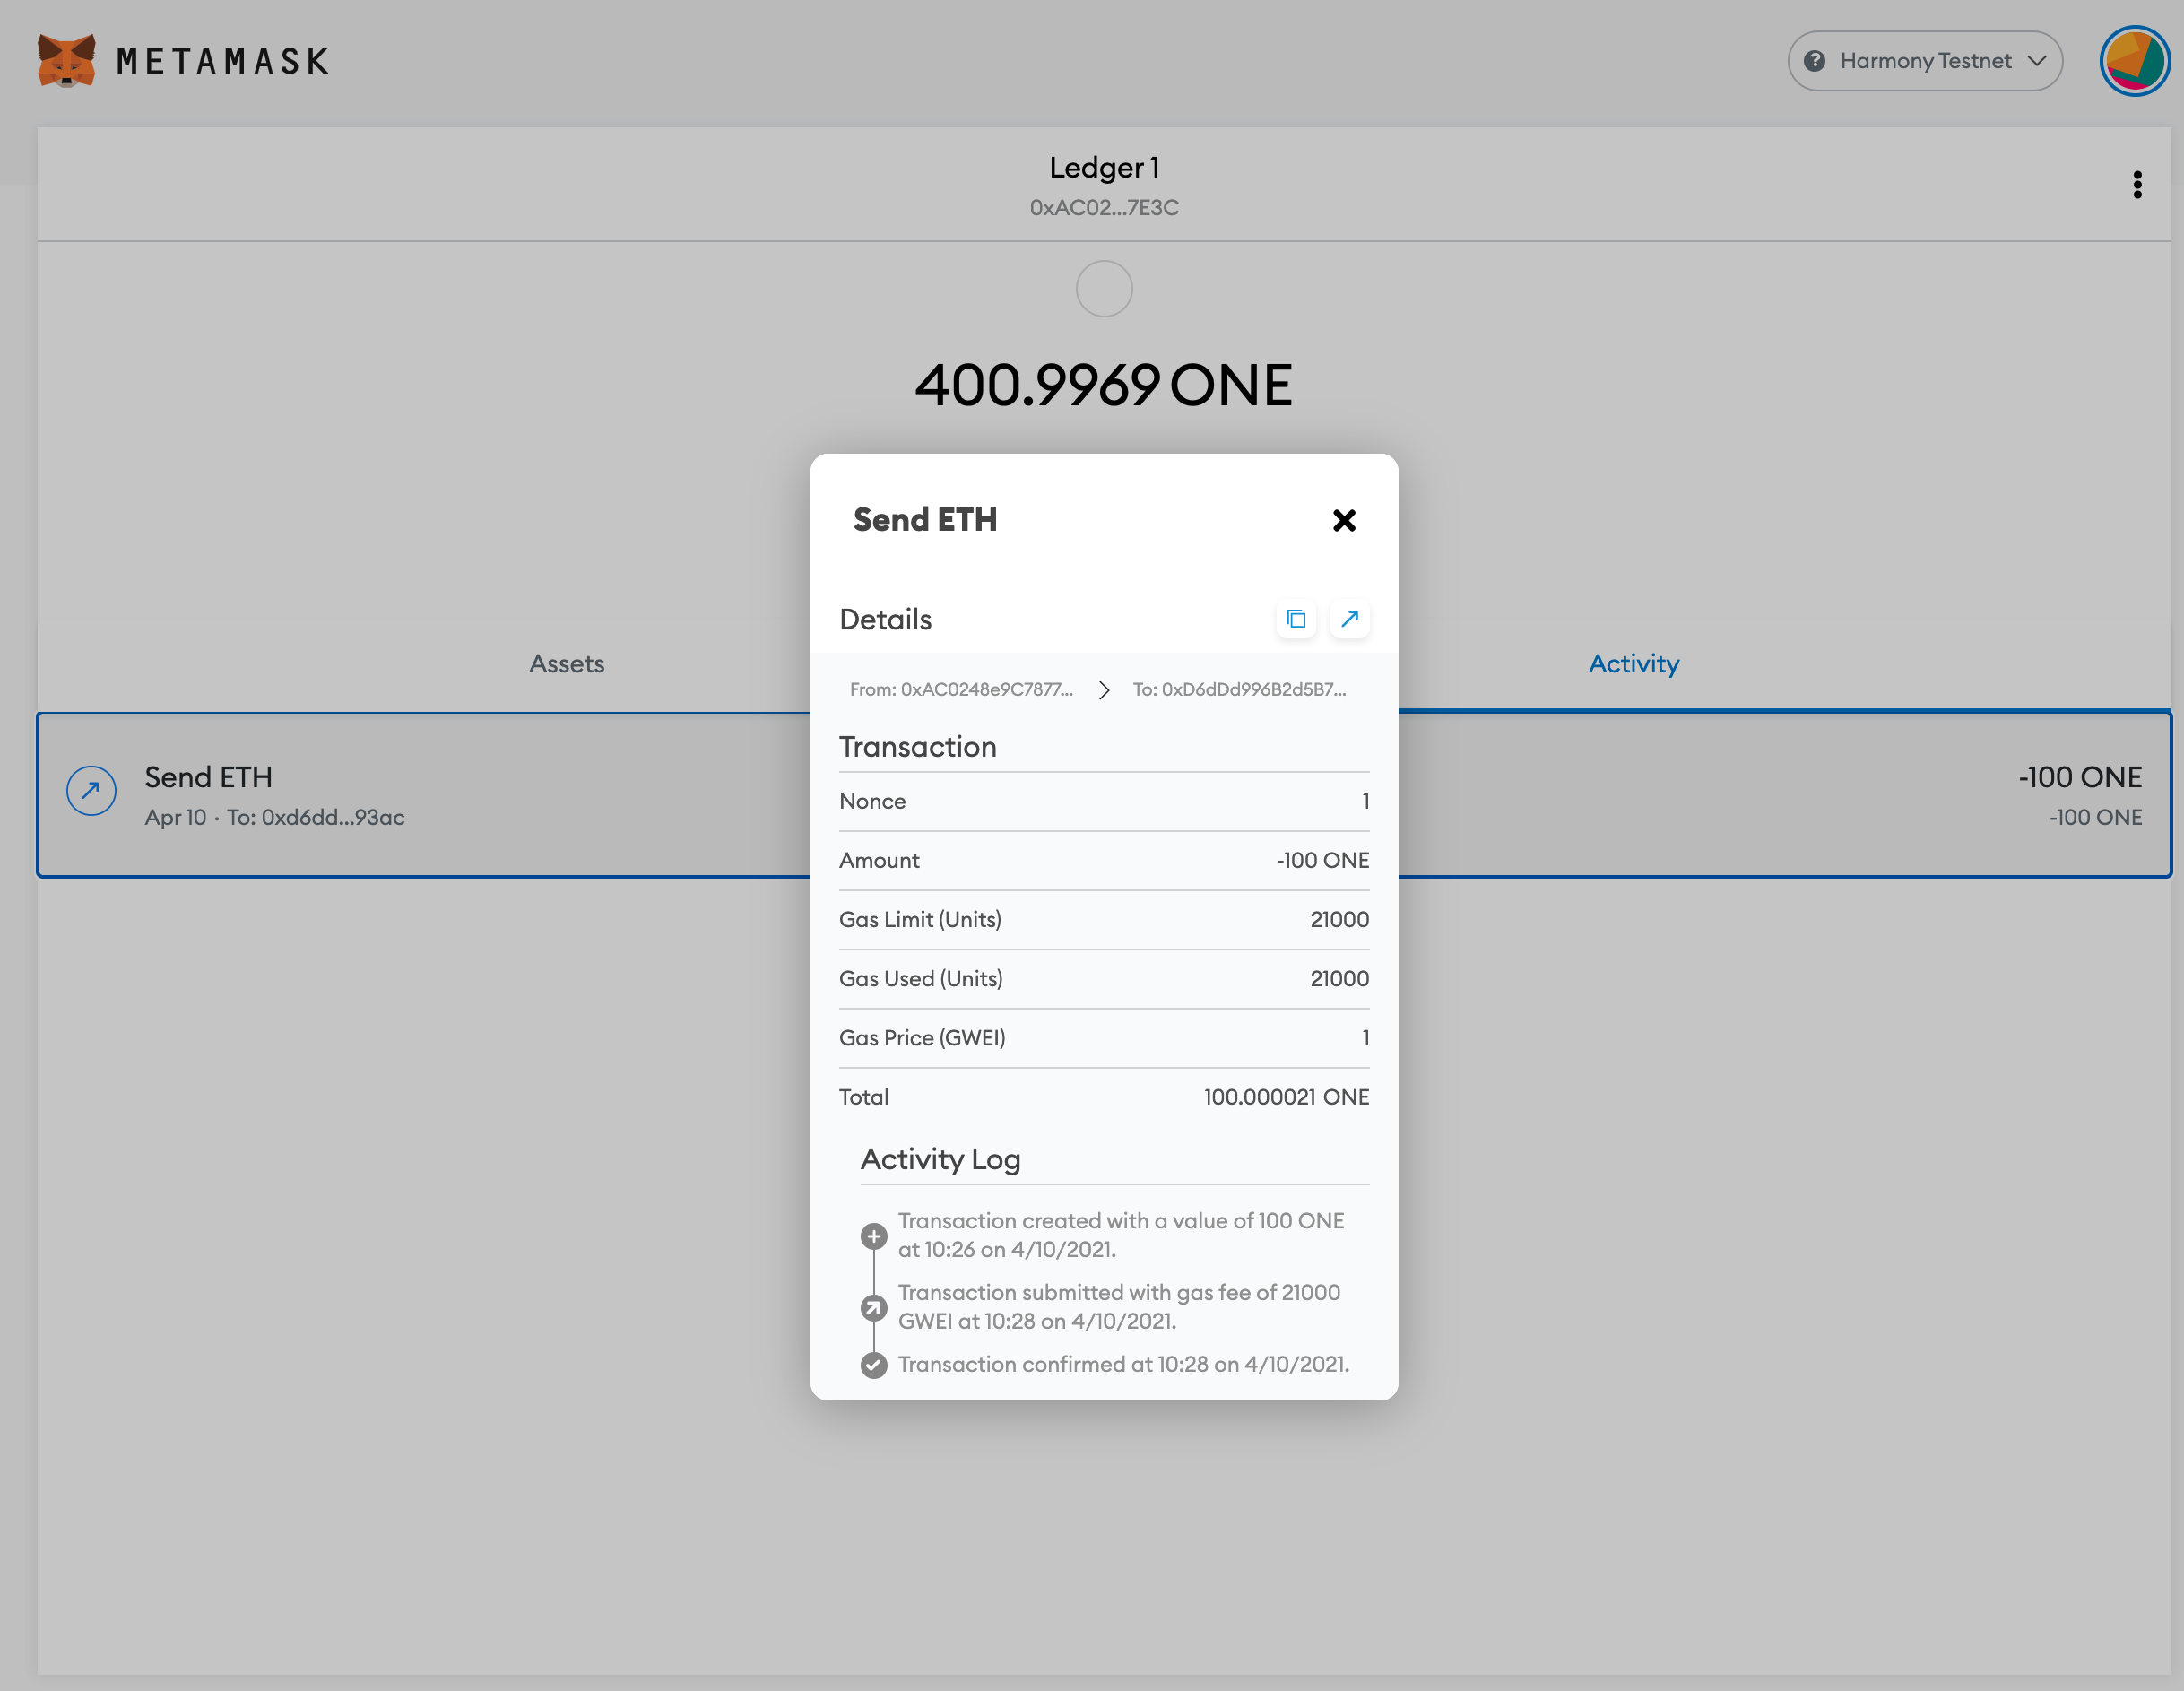 METAMASK
? Harmony Testnet
Ledger 1
0xAC02...7E3C
400.9969 ONE
Send ETH
Details
Assets
Activity
From: 0xAC0248e9C7877...
To: 0xD6dDd996B2d5B7...
Transaction
Send ETH
-100 ONE
Nonce 1
Apr 10 · To: 0xd6dd...93ac
-100 ONE
Amount -100 ONE
Gas Limit (Units) 21000
Gas Used (Units) 21000
Gas Price (GWEI) 1
Total 100.000021 ONE
Activity Log
Transaction created with a value of 100 ONE
at 10:26 on 4/10/2021.
Transaction submitted with gas fee of 21000
GWEI at 10:28 on 4/10/2021.
Transaction confirmed at 10:28 on 4/10/2021.